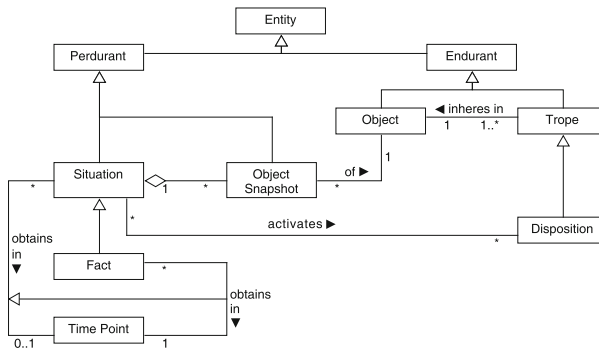 Entity
Perdurant
Endurant
◀ inheres in
Object
1
1..*
Trope
Situation
*
1
*
Object
Snapshot
of ▶
*
1
*
activates ▶
*
Disposition
obtains
in
▼
Fact
*
obtains
in
▼
Time Point
0..1
1